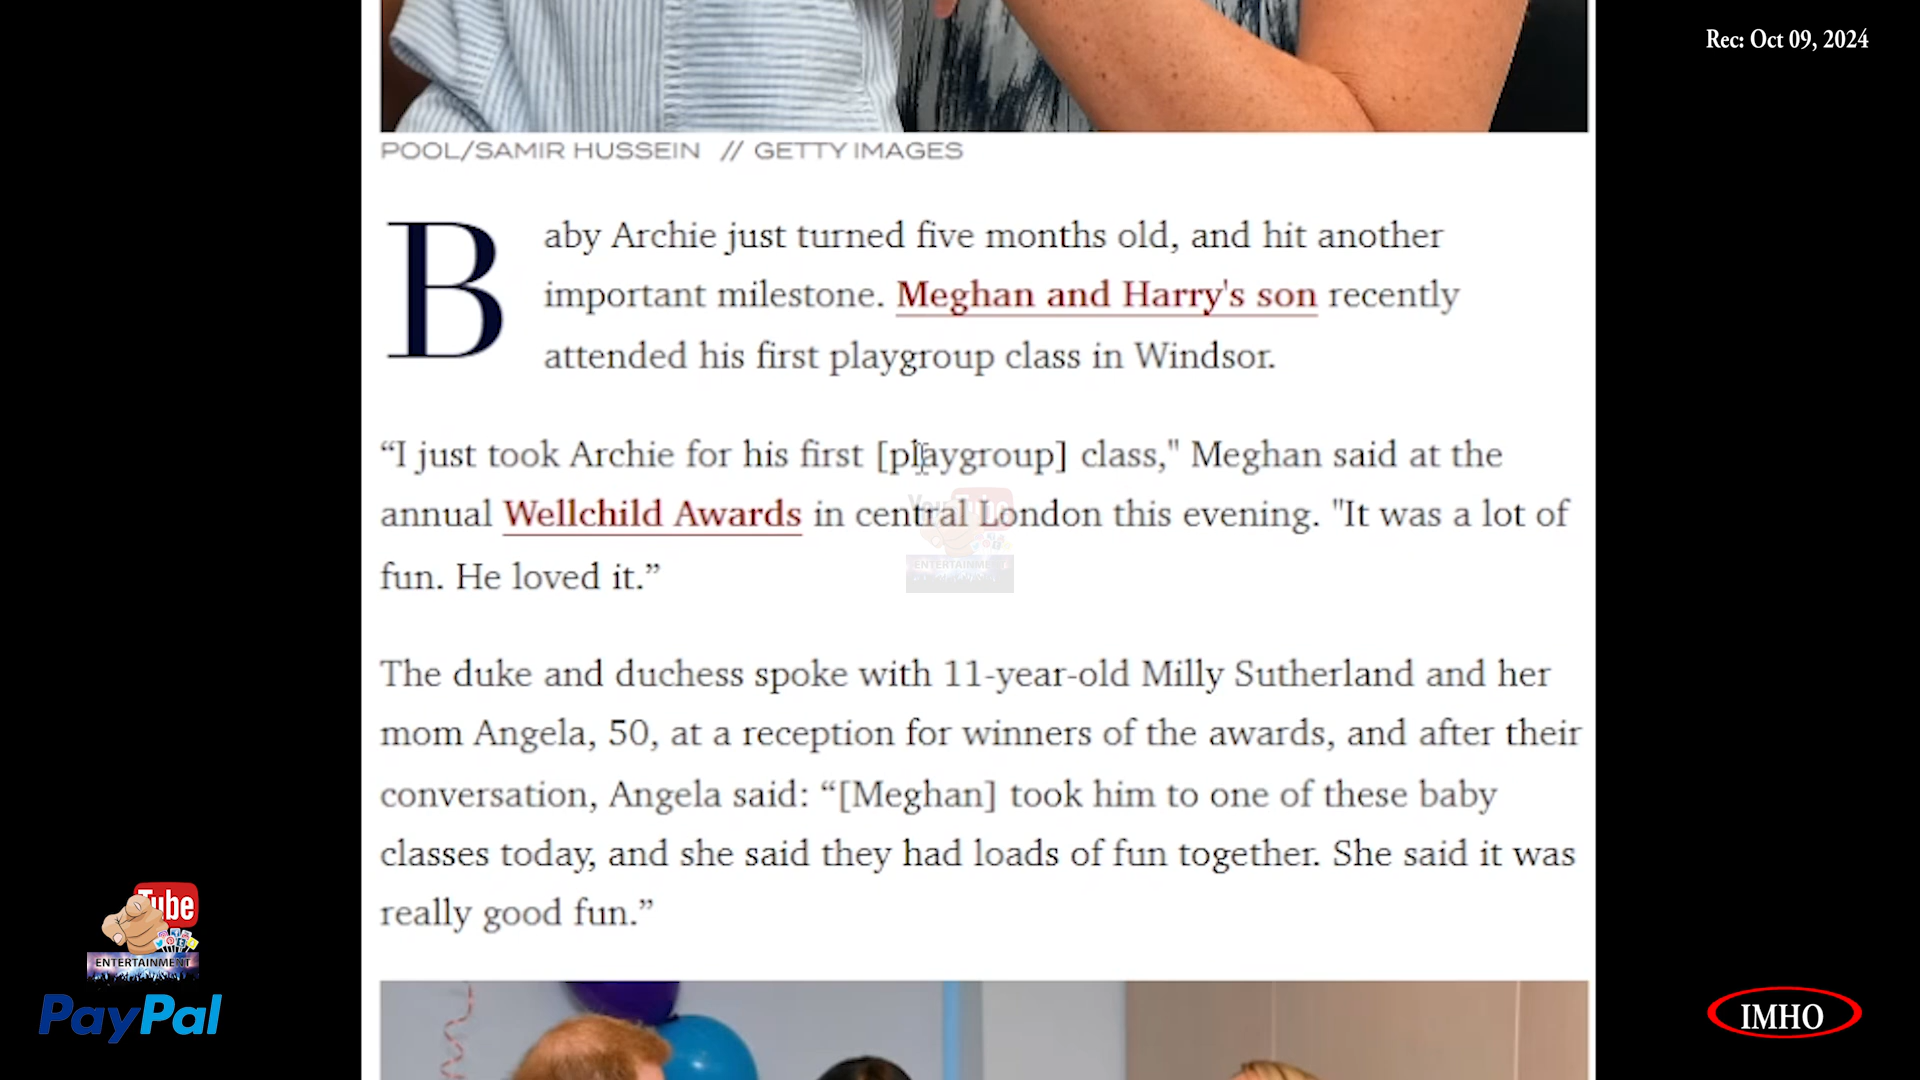 Rec: Oct 09, 2024
POOL/SAMIR HUSSEIN // GETTY IMAGES
Baby Archie just turned five months old, and hit another
important milestone. Meghan and Harry's son recently
attended his first playgroup class in Windsor.
“I just took Archie for his first [playgroup] class," Meghan said at the
annual Wellchild Awards in central London this evening. "It was a lot of
fun. He loved it.”
The duke and duchess spoke with 11-year-old Milly Sutherland and her
mom Angela, 50, at a reception for winners of the awards, and after their
conversation, Angela said: “[Meghan] took him to one of these baby
classes today, and she said they had loads of fun together. She said it was
really good fun.”
YouTube
ENTERTAINME
Tube
ENTERTAINMENT
PayPal
IMHO